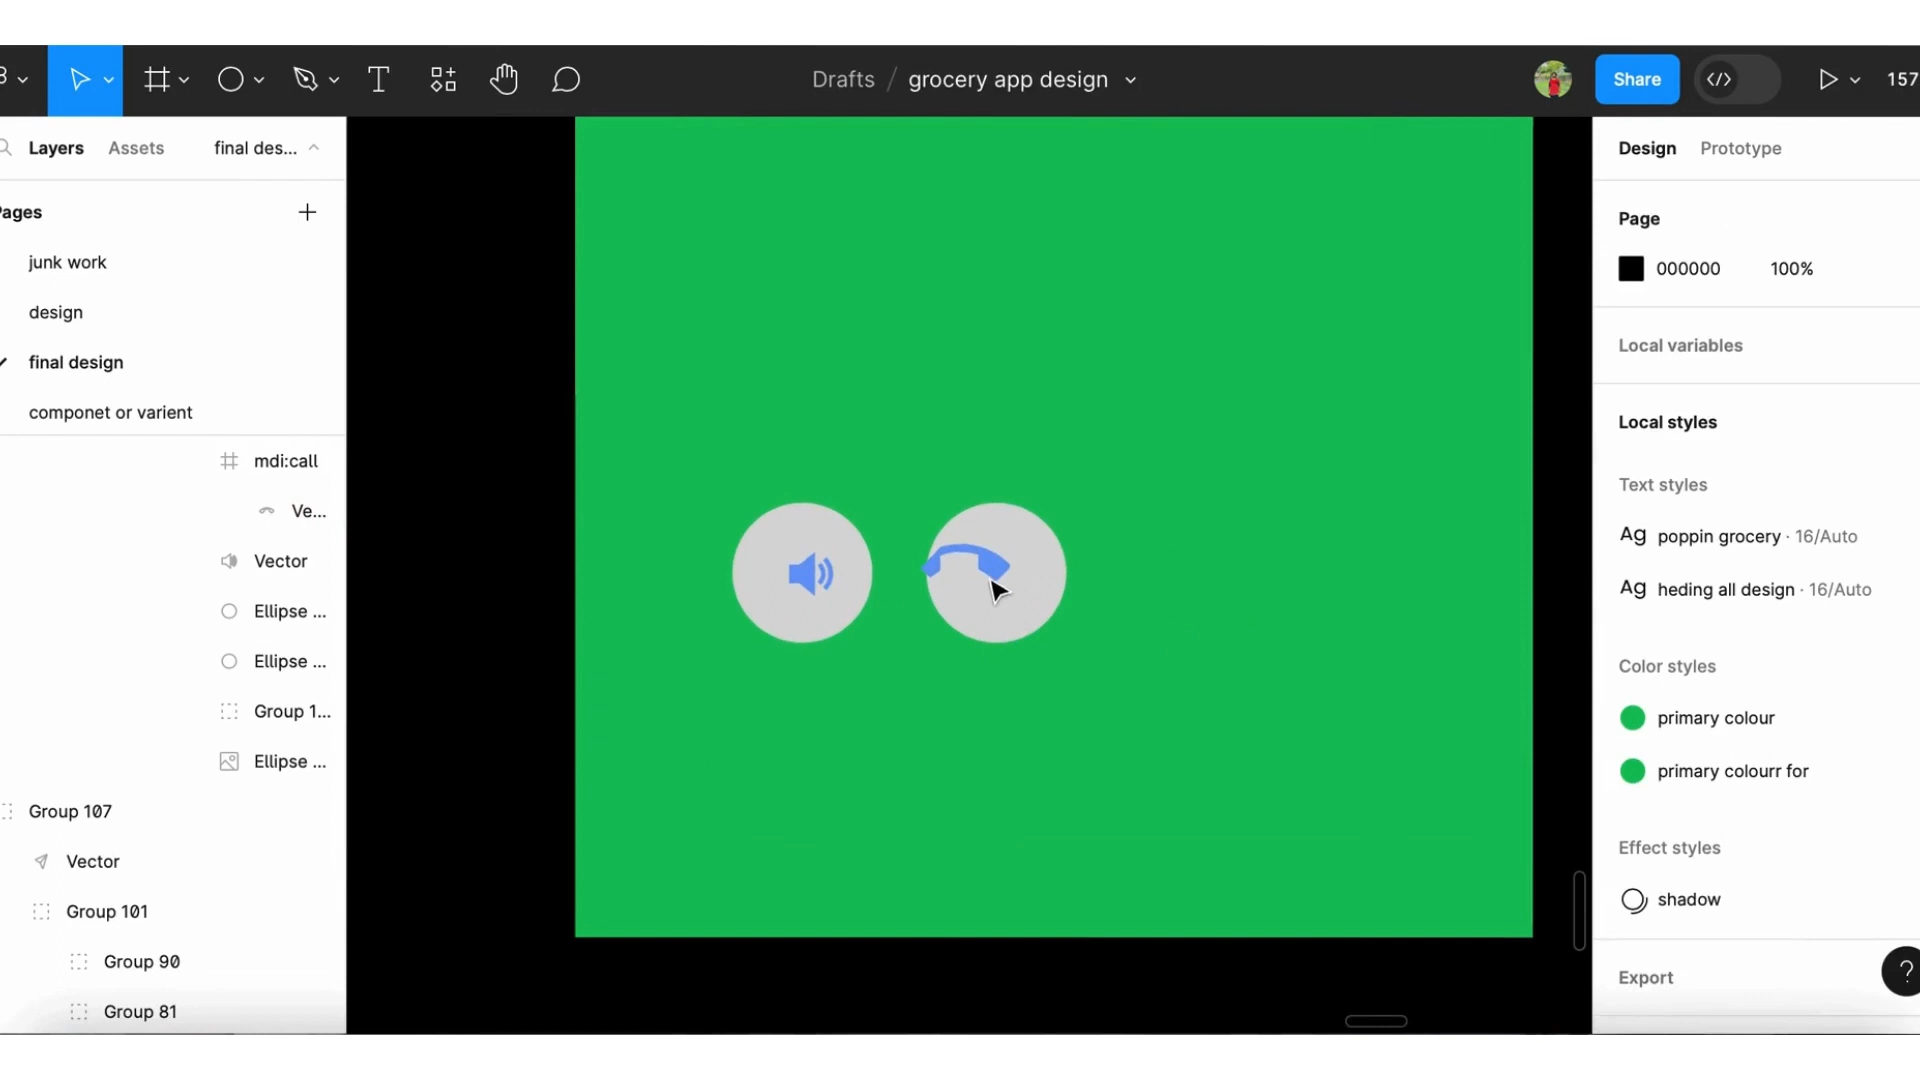 Drafts / grocery app design
Share
157
Layers Assets final des...
Pages
junk work
design
final design
componet or varient
mdi:call
Ve...
Vector
Ellipse ...
Ellipse ...
Group 1...
Ellipse ...
Group 107
Vector
Group 101
Group 90
Group 81
Design Prototype
Page
000000 100%
Local variables
Local styles
Text styles
Ag poppin grocery · 16/Auto
Ag heding all design · 16/Auto
Color styles
primary colour
primary colourr for
Effect styles
shadow
Export
?